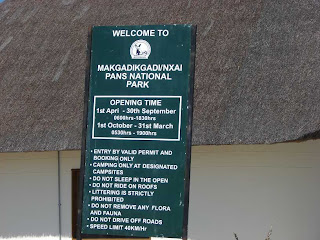 WELCOME TO
MAKGADIKGADI/NXAI
PANS NATIONAL
PARK
OPENING TIME
1st Apri - 30th September
0600hrs-1830hrs
1st October - 31st March
0530hrs - 1900hrs
• ENTRY BY VALID PERMIT AND
BOOKING ONLY
• CAMPING ONLY AT DESIGNATED
CAMPSITES
• DO NOT SLEEP IN THE OPEN
• DO NOT RIDE ON ROOFS
• LITTERING IS STRICTLY
PROHIBITED
• DO NOT REMOVE ANY FLORA
AND FAUNA
• DO NOT DRIVE OFF ROADS
• SPEED LIMIT 40KM/Hr